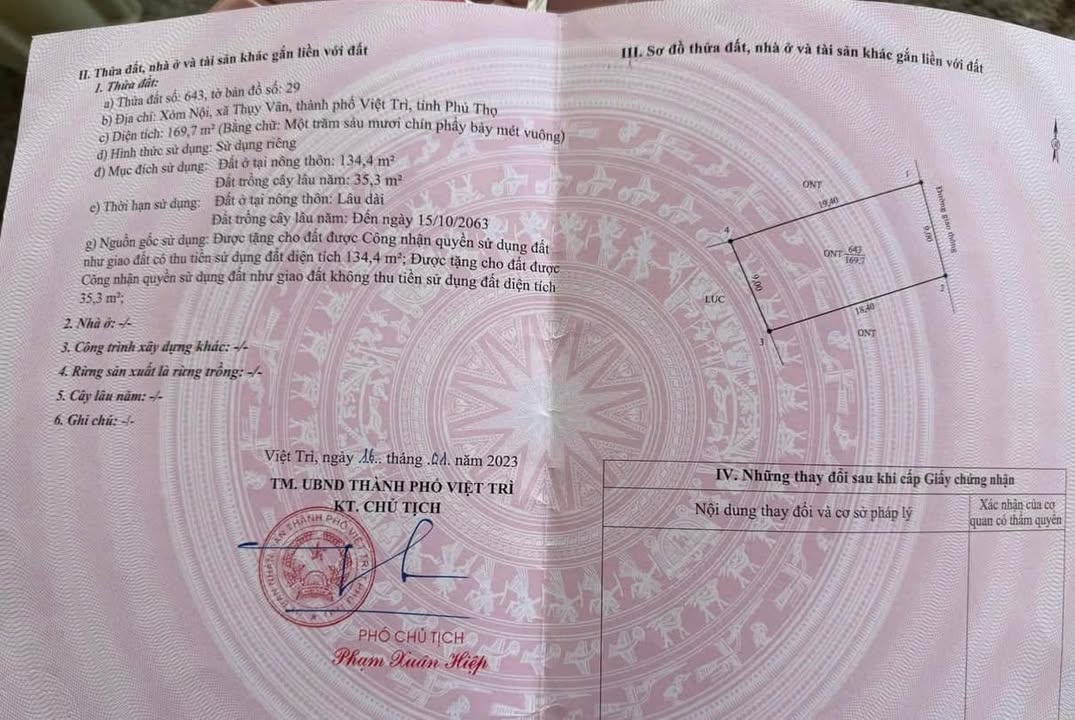 II. Thửa đất, nhà ở và tài sản khác gắn liền với đất
1. Thửa đất:
a) Thửa đất số: 643, tờ bản đồ số: 29
b) Địa chỉ: Xóm Nội, xã Thụy Vân, thành phố Việt Trì, tỉnh Phú Thọ
c) Diện tích: 169,7 m² (Bằng chữ: Một trăm sáu mươi chín phẩy bảy mét vuông)
d) Hình thức sử dụng: Sử dụng riêng
đ) Mục đích sử dụng: Đất ở tại nông thôn: 134,4 m²
Đất trồng cây lâu năm: 35,3 m²
e) Thời hạn sử dụng: Đất ở tại nông thôn: Lâu dài
Đất trồng cây lâu năm: Đến ngày 15/10/2063
g) Nguồn gốc sử dụng: Được tặng cho đất được Công nhận quyền sử dụng đất
như giao đất có thu tiền sử dụng đất diện tích 134,4 m²; Được tặng cho đất được
Công nhận quyền sử dụng đất như giao đất không thu tiền sử dụng đất diện tích
35,3 m²;
2. Nhà ở: -/-
3. Công trình xây dựng khác: -/-
4. Rừng sản xuất là rừng trồng: -/-
5. Cây lâu năm: -/-
6. Ghi chú: -/-
Việt Trì, ngày .16.. tháng .01. năm 2023
TM. UBND THÀNH PHỐ VIỆT TRÌ
KT. CHỦ TỊCH
PHÓ CHỦ TỊCH
Phạm Xuân Hiệp
III. Sơ đồ thửa đất, nhà ở và tài sản khác gắn liền với đất
ONT
1
19,40
Đường giao thông
4
9,00
ONT 643
169,7
9,00
2
LUC
18,40
3
ONT
IV. Những thay đổi sau khi cấp Giấy chứng nhận
Nội dung thay đổi và cơ sở pháp lý
Xác nhận của cơ
quan có thẩm quyền